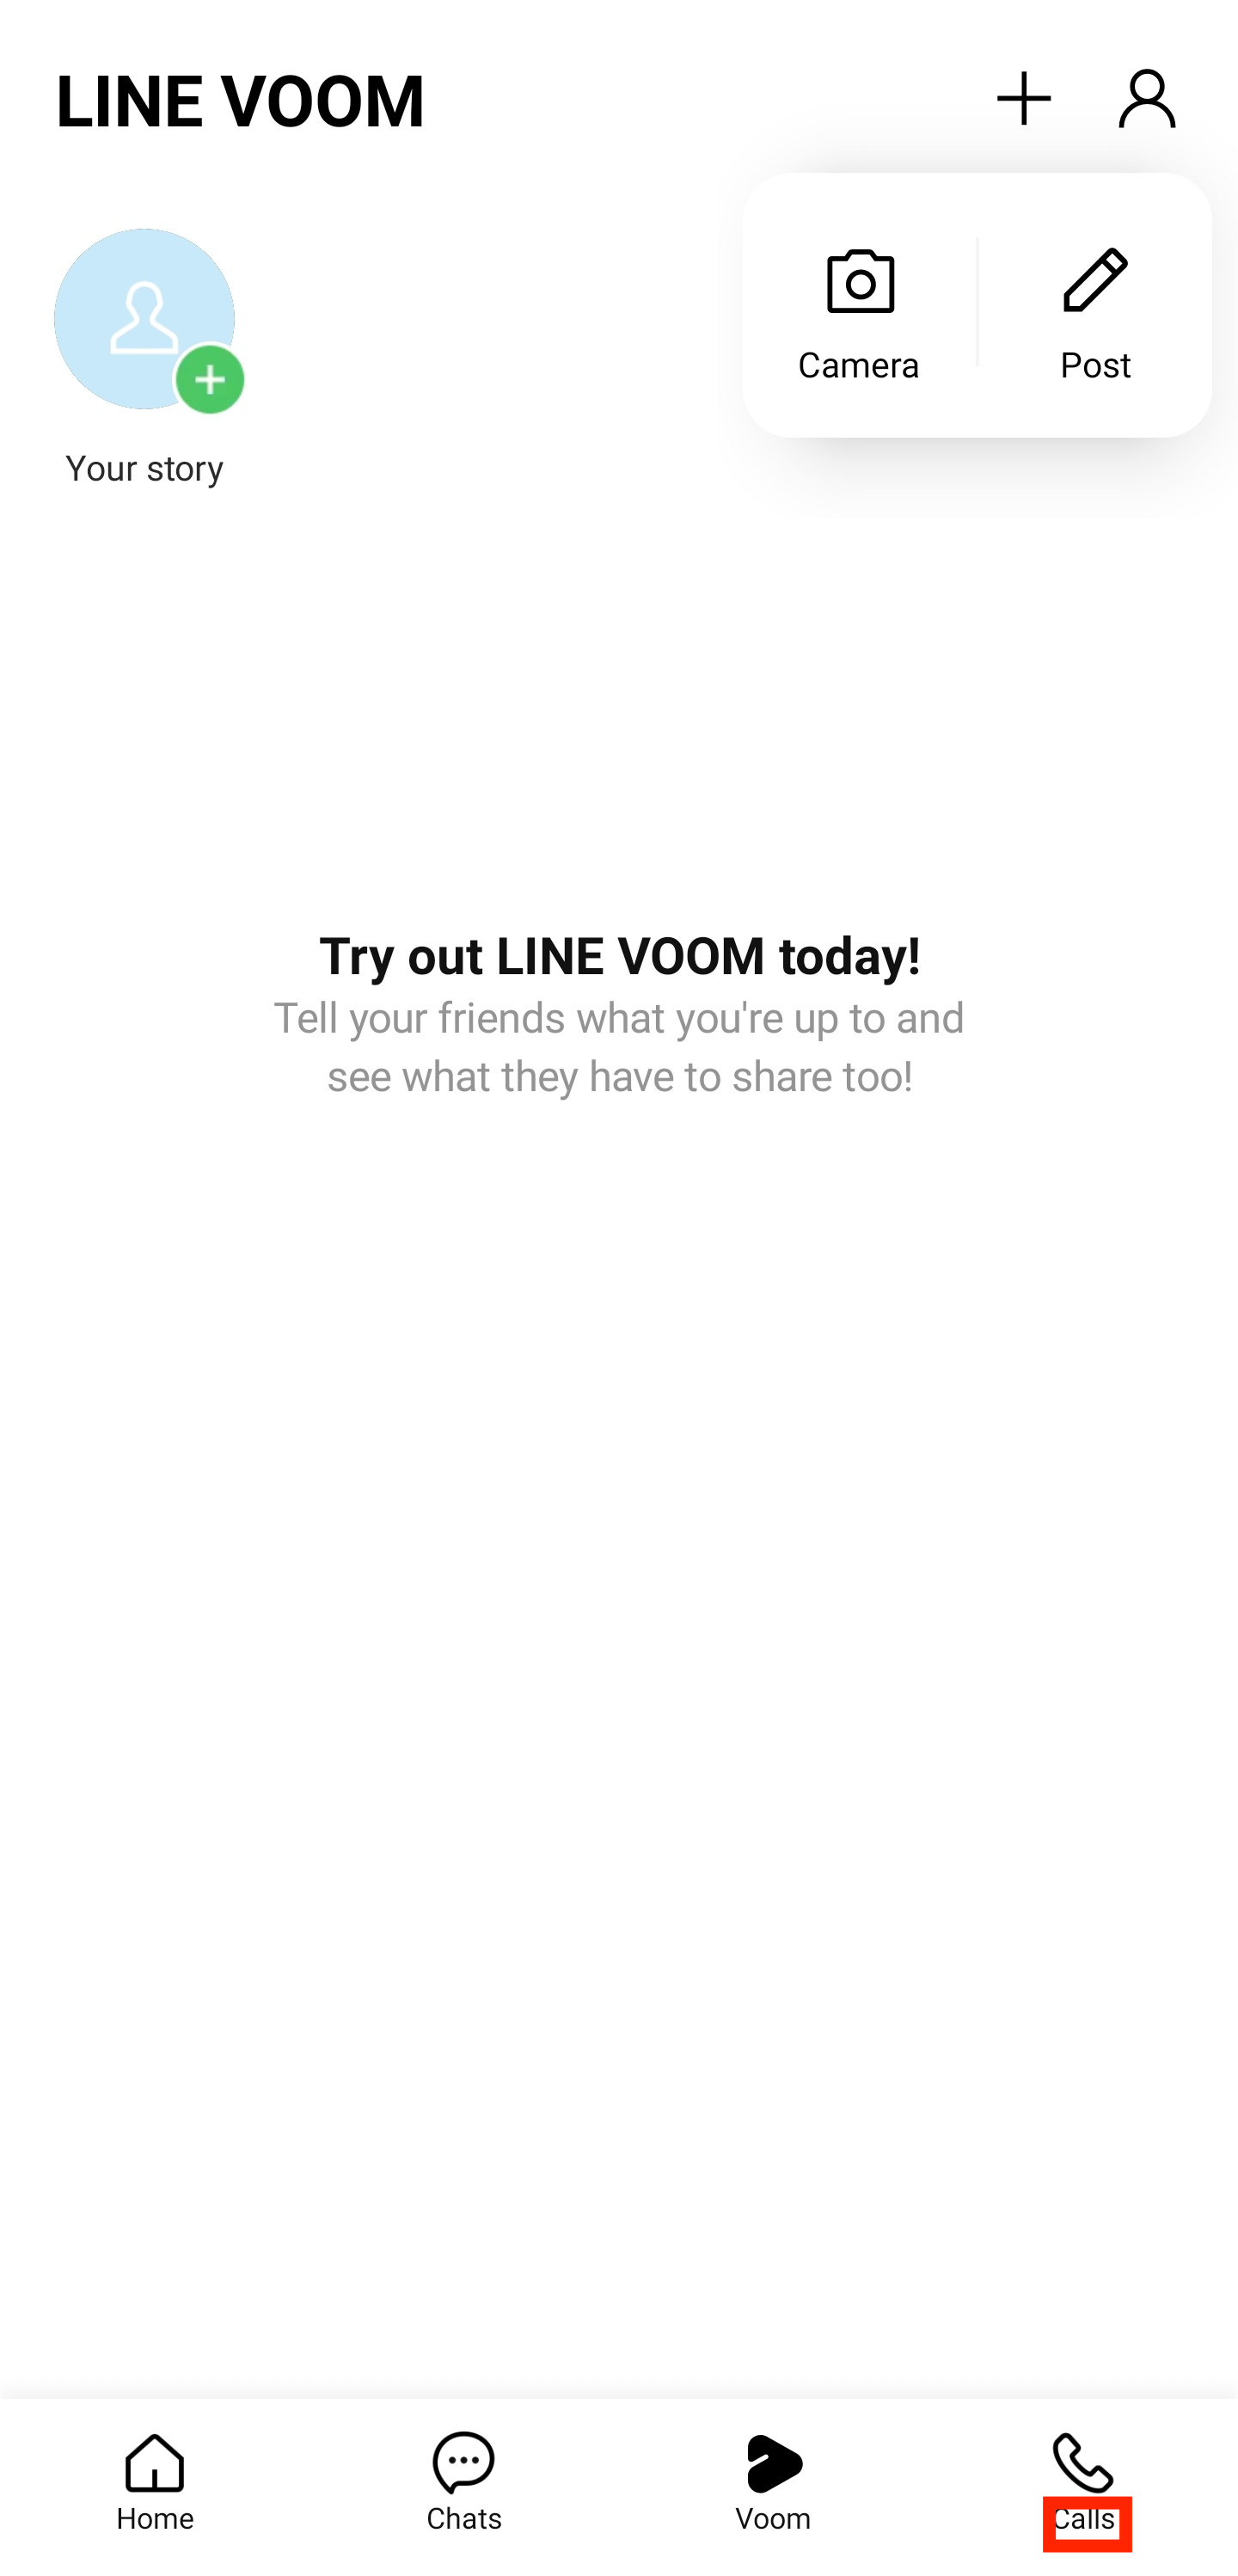 LINE VOOM
Camera
Post
Your story
Try out LINE VOOM today!
Tell your friends what you're up to and
see what they have to share too!
Home
Chats
Voom
Calls